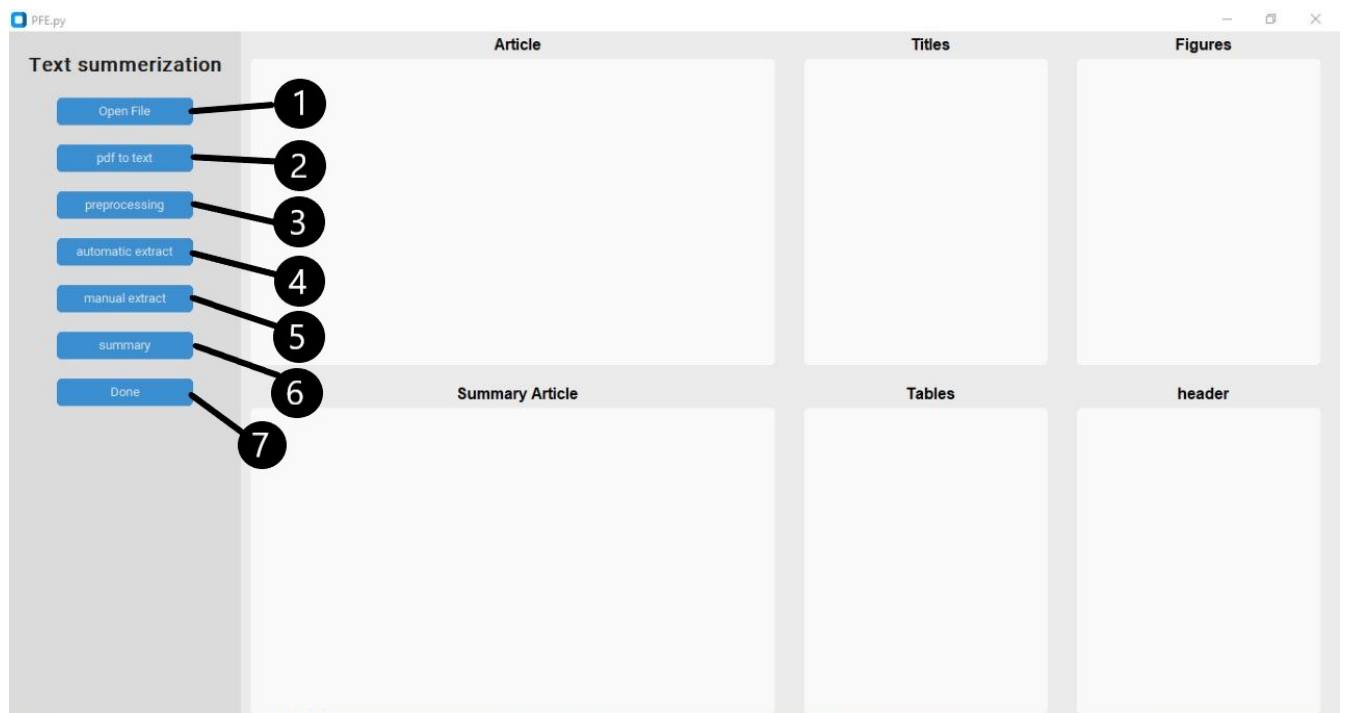 PFE.py
Text summerization
Open File
pdf to text
preprocessing
automatic extract
manual extract
summary
Done
1
2
3
4
5
6
7
Article
Titles
Figures
Summary Article
Tables
header